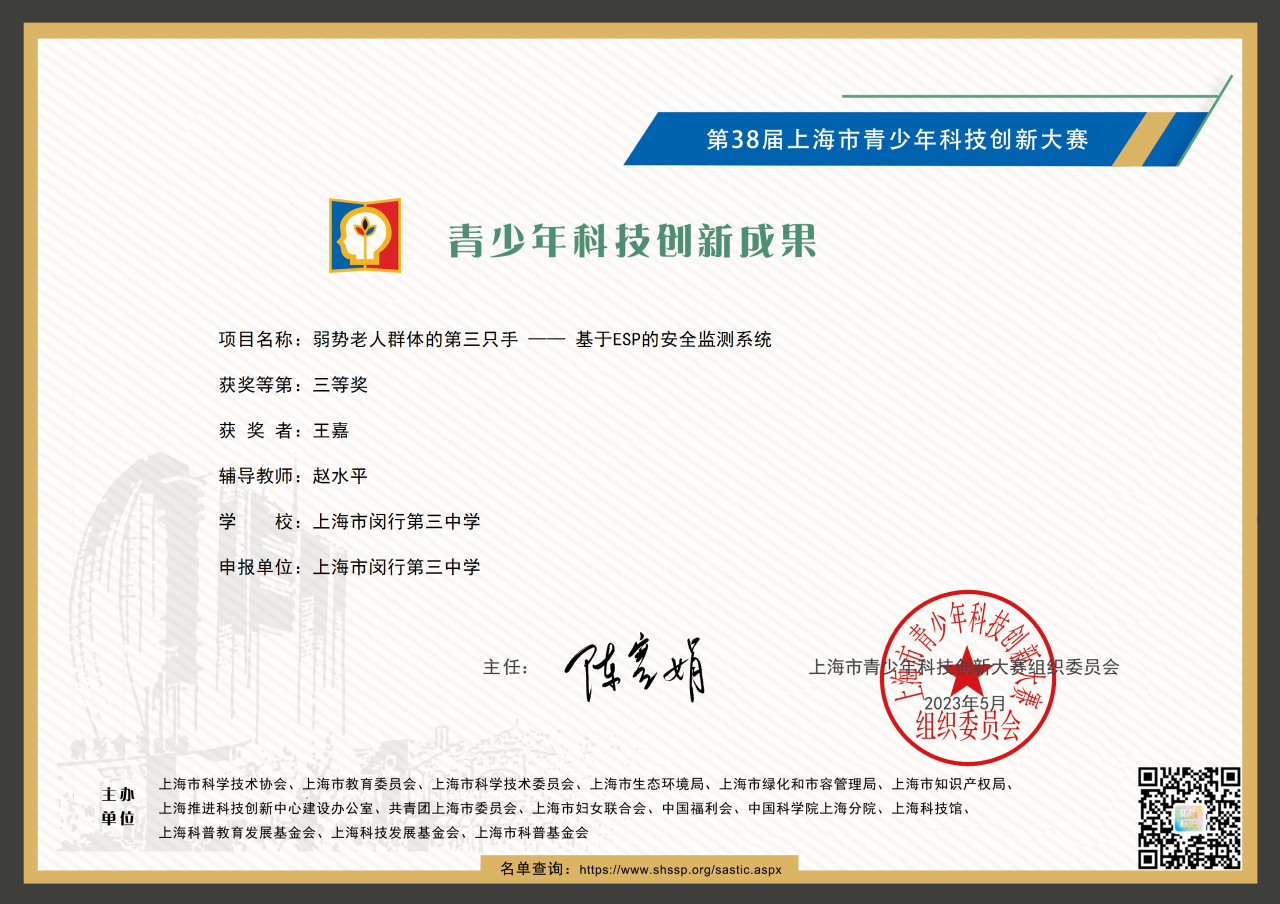 第38届上海市青少年科技创新大赛
青少年科技创新成果
项目名称：弱势老人群体的第三只手 —— 基于ESP的安全监测系统
获奖等第：三等奖
获 奖 者：王嘉
辅导教师：赵水平
学　　校：上海市闵行第三中学
申报单位：上海市闵行第三中学
主任：
上海市青少年科技创新大赛组织委员会
2023年5月
上海市青少年科技创新大赛
组织委员会
主办单位
上海市科学技术协会、上海市教育委员会、上海市科学技术委员会、上海市生态环境局、上海市绿化和市容管理局、上海市知识产权局、
上海推进科技创新中心建设办公室、共青团上海市委员会、上海市妇女联合会、中国福利会、中国科学院上海分院、上海科技馆、
上海科普教育发展基金会、上海科技发展基金会、上海市科普基金会
名单查询：https://www.shssp.org/sastic.aspx